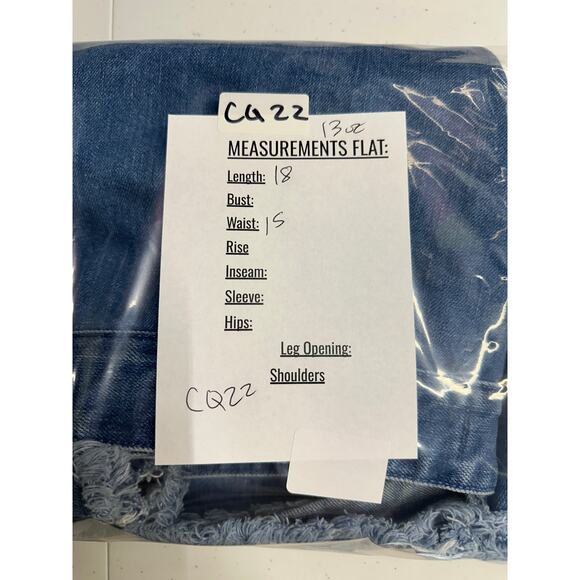 CQ22
13oz
MEASUREMENTS FLAT:
Length: 18
Bust:
Waist: 15
Rise
Inseam:
Sleeve:
Hips:
Leg Opening:
Shoulders
CQ22